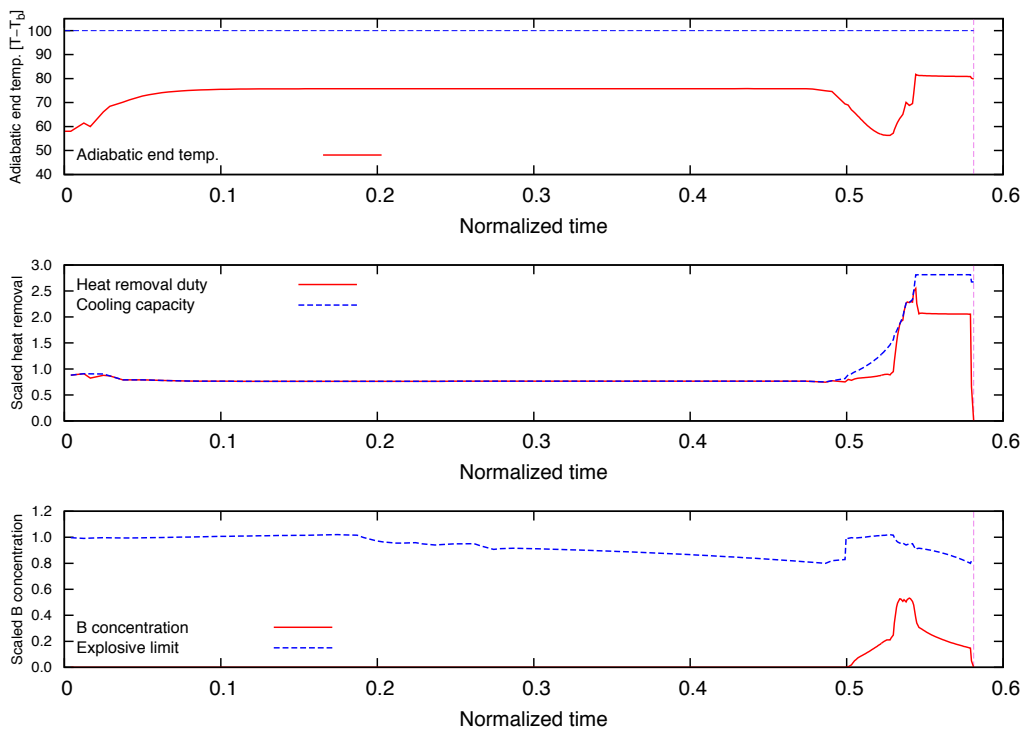 Adiabatic end temp. [T−Tb]
100
90
80
70
60
50
40
Adiabatic end temp.
0 0.1 0.2 0.3 0.4 0.5 0.6
Normalized time
Scaled heat removal
3.0
2.5
2.0
1.5
1.0
0.5
0.0
Heat removal duty
Cooling capacity
0 0.1 0.2 0.3 0.4 0.5 0.6
Normalized time
Scaled B concentration
1.2
1.0
0.8
0.6
0.4
0.2
0.0
B concentration
Explosive limit
0 0.1 0.2 0.3 0.4 0.5 0.6
Normalized time